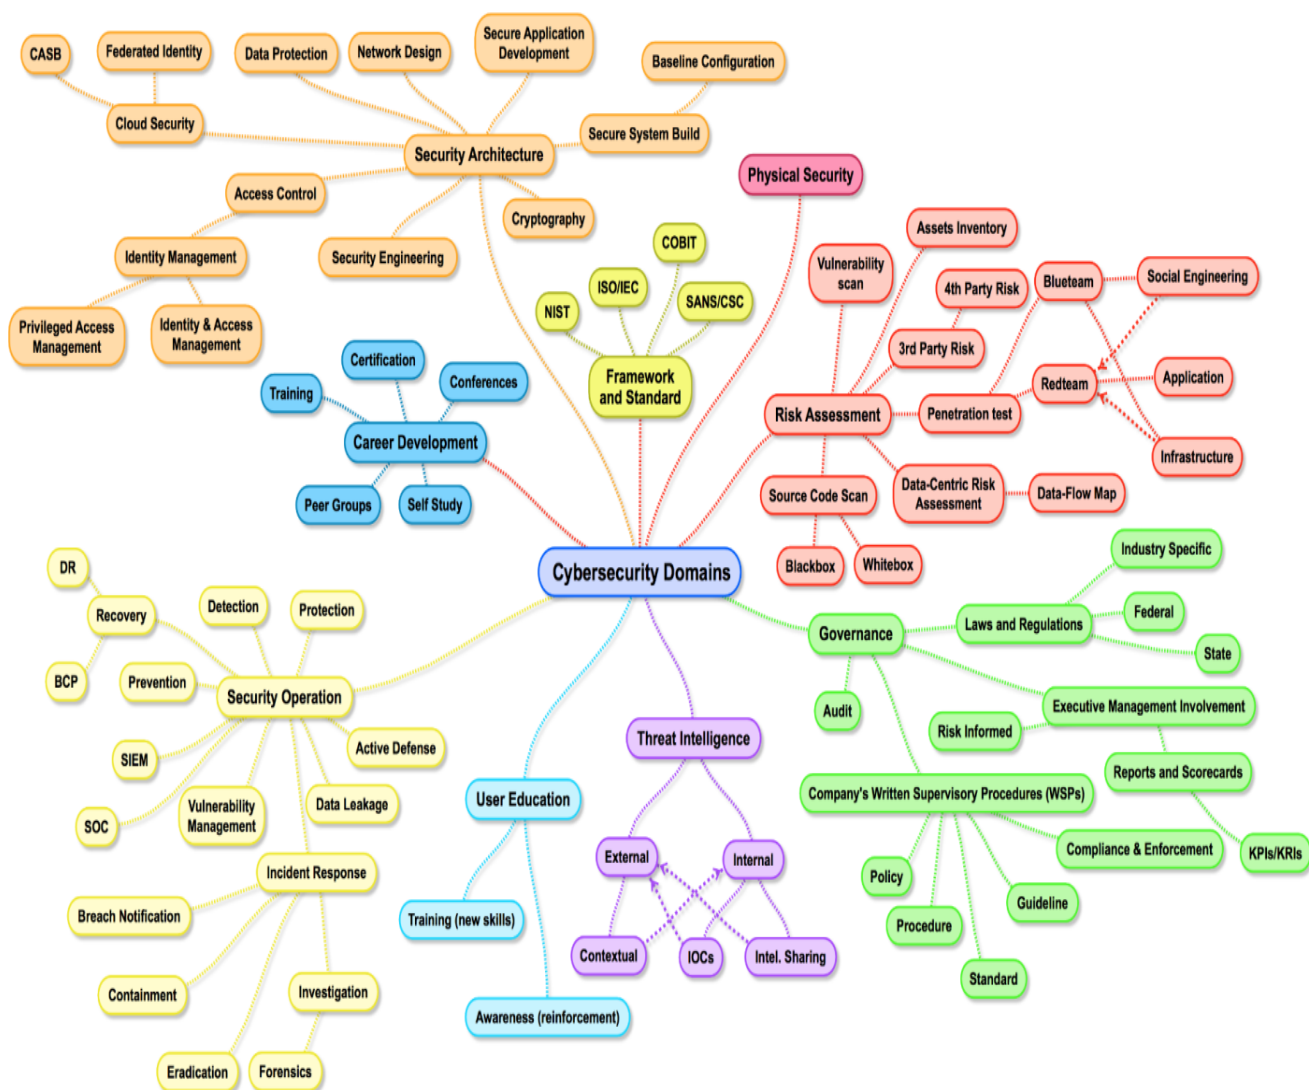 CASB
Federated Identity
Data Protection
Network Design
Secure Application
Development
Baseline Configuration
Cloud Security
Secure System Build
Security Architecture
Access Control
Cryptography
Identity Management
Security Engineering
Privileged Access
Management
Identity & Access
Management
Physical Security
COBIT
ISO/IEC
NIST
SANS/CSC
Framework
and Standard
Certification
Training
Conferences
Career Development
Peer Groups
Self Study
Assets Inventory
Vulnerability
scan
4th Party Risk
Blueteam
Social Engineering
3rd Party Risk
Redteam
Application
Risk Assessment
Penetration test
Infrastructure
Source Code Scan
Data-Centric Risk
Assessment
Data-Flow Map
Blackbox
Whitebox
Cybersecurity Domains
Industry Specific
Laws and Regulations
Federal
State
Governance
Audit
Executive Management Involvement
Risk Informed
Reports and Scorecards
KPIs/KRIs
Company's Written Supervisory Procedures (WSPs)
Compliance & Enforcement
Policy
Procedure
Guideline
Standard
DR
Recovery
BCP
Detection
Protection
Prevention
Security Operation
SIEM
Active Defense
SOC
Vulnerability
Management
Data Leakage
Incident Response
Breach Notification
Containment
Investigation
Eradication
Forensics
User Education
Training (new skills)
Awareness (reinforcement)
Threat Intelligence
External
Internal
Contextual
IOCs
Intel. Sharing